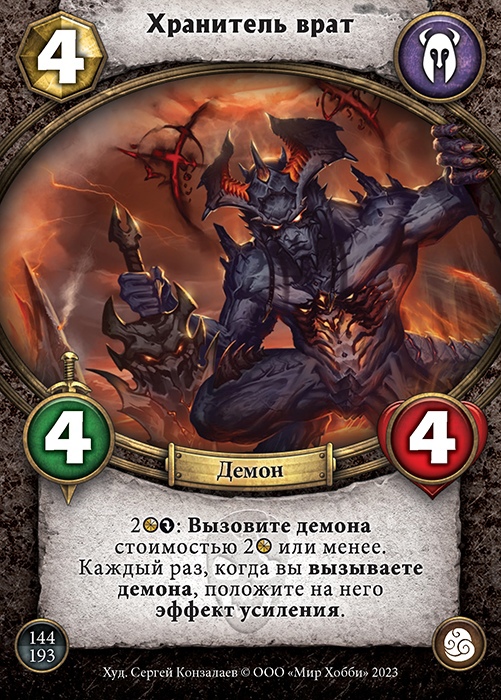 Хранитель врат
4
4
4
Демон
2: Вызовите демона
стоимостью 2 или менее.
Каждый раз, когда вы вызываете
демона, положите на него
эффект усиления.
144
193
Худ. Сергей Конзалаев © ООО «Мир Хобби» 2023